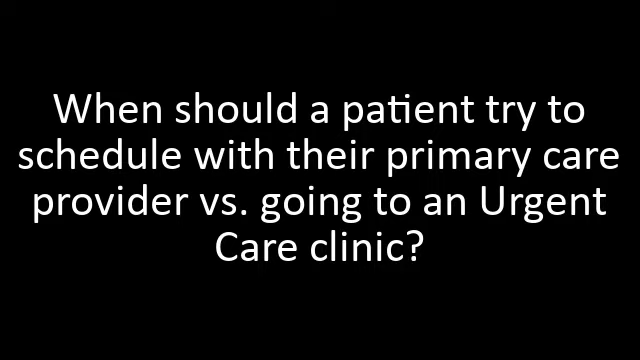 When should a patient try to
schedule with their primary care
provider vs. going to an Urgent
Care clinic?